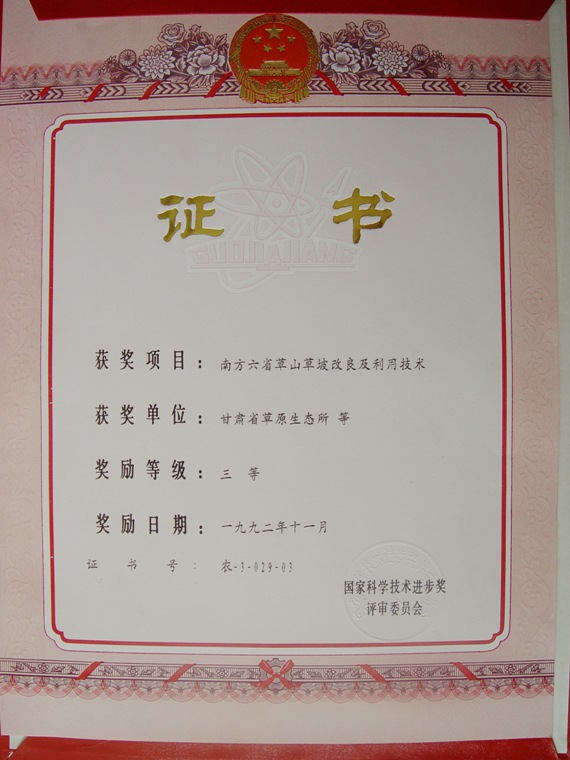 证 书
GUOJIAJIANG
获奖项目：南方六省草山草坡改良及利用技术
获奖单位：甘肃省草原生态所 等
奖励等级：三 等
奖励日期：一九九二年十一月
证 书 号：农-3-029-03
国家科学技术进步奖
评审委员会